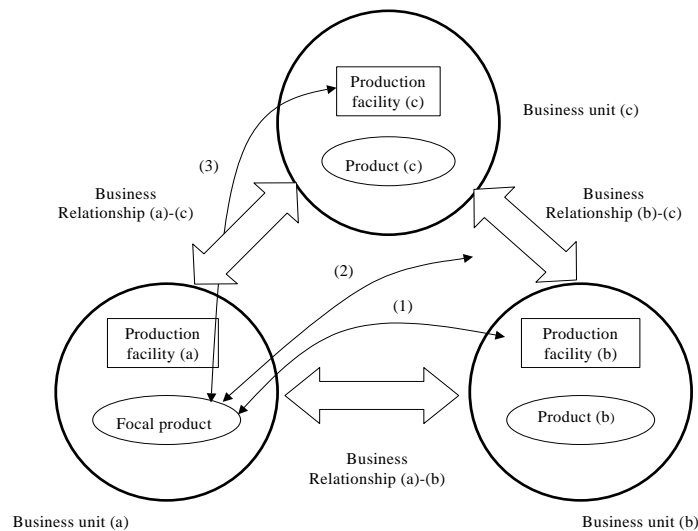 Production
facility (c)
Business unit (c)
Product (c)
(3)
Business
Relationship (a)-(c)
Business
Relationship (b)-(c)
(2)
(1)
Production
facility (a)
Production
facility (b)
Focal product
Product (b)
Business
Relationship (a)-(b)
Business unit (a)
Business unit (b)